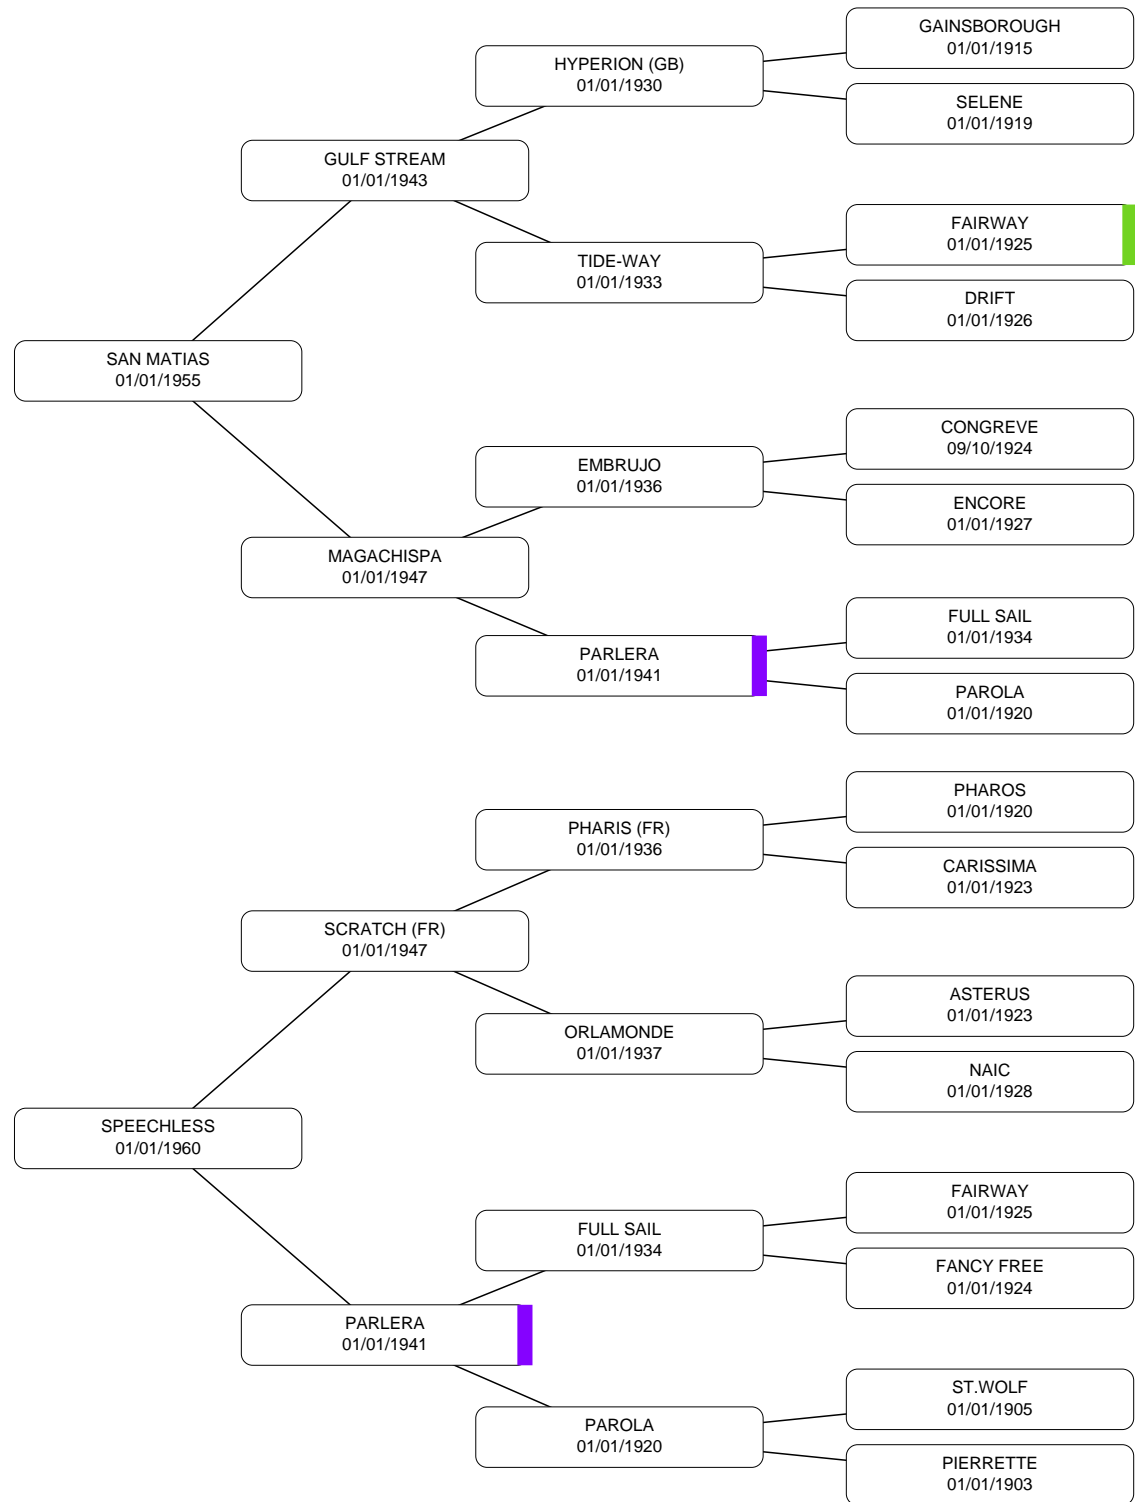 GAINSBOROUGH
01/01/1915
HYPERION (GB)
01/01/1930
SELENE
01/01/1919
GULF STREAM
01/01/1943
FAIRWAY
01/01/1925
TIDE-WAY
01/01/1933
DRIFT
01/01/1926
SAN MATIAS
01/01/1955
CONGREVE
09/10/1924
EMBRUJO
01/01/1936
ENCORE
01/01/1927
MAGACHISPA
01/01/1947
FULL SAIL
01/01/1934
PARLERA
01/01/1941
PAROLA
01/01/1920
PHAROS
01/01/1920
PHARIS (FR)
01/01/1936
CARISSIMA
01/01/1923
SCRATCH (FR)
01/01/1947
ASTERUS
01/01/1923
ORLAMONDE
01/01/1937
NAIC
01/01/1928
SPEECHLESS
01/01/1960
FAIRWAY
01/01/1925
FULL SAIL
01/01/1934
FANCY FREE
01/01/1924
PARLERA
01/01/1941
ST.WOLF
01/01/1905
PAROLA
01/01/1920
PIERRETTE
01/01/1903